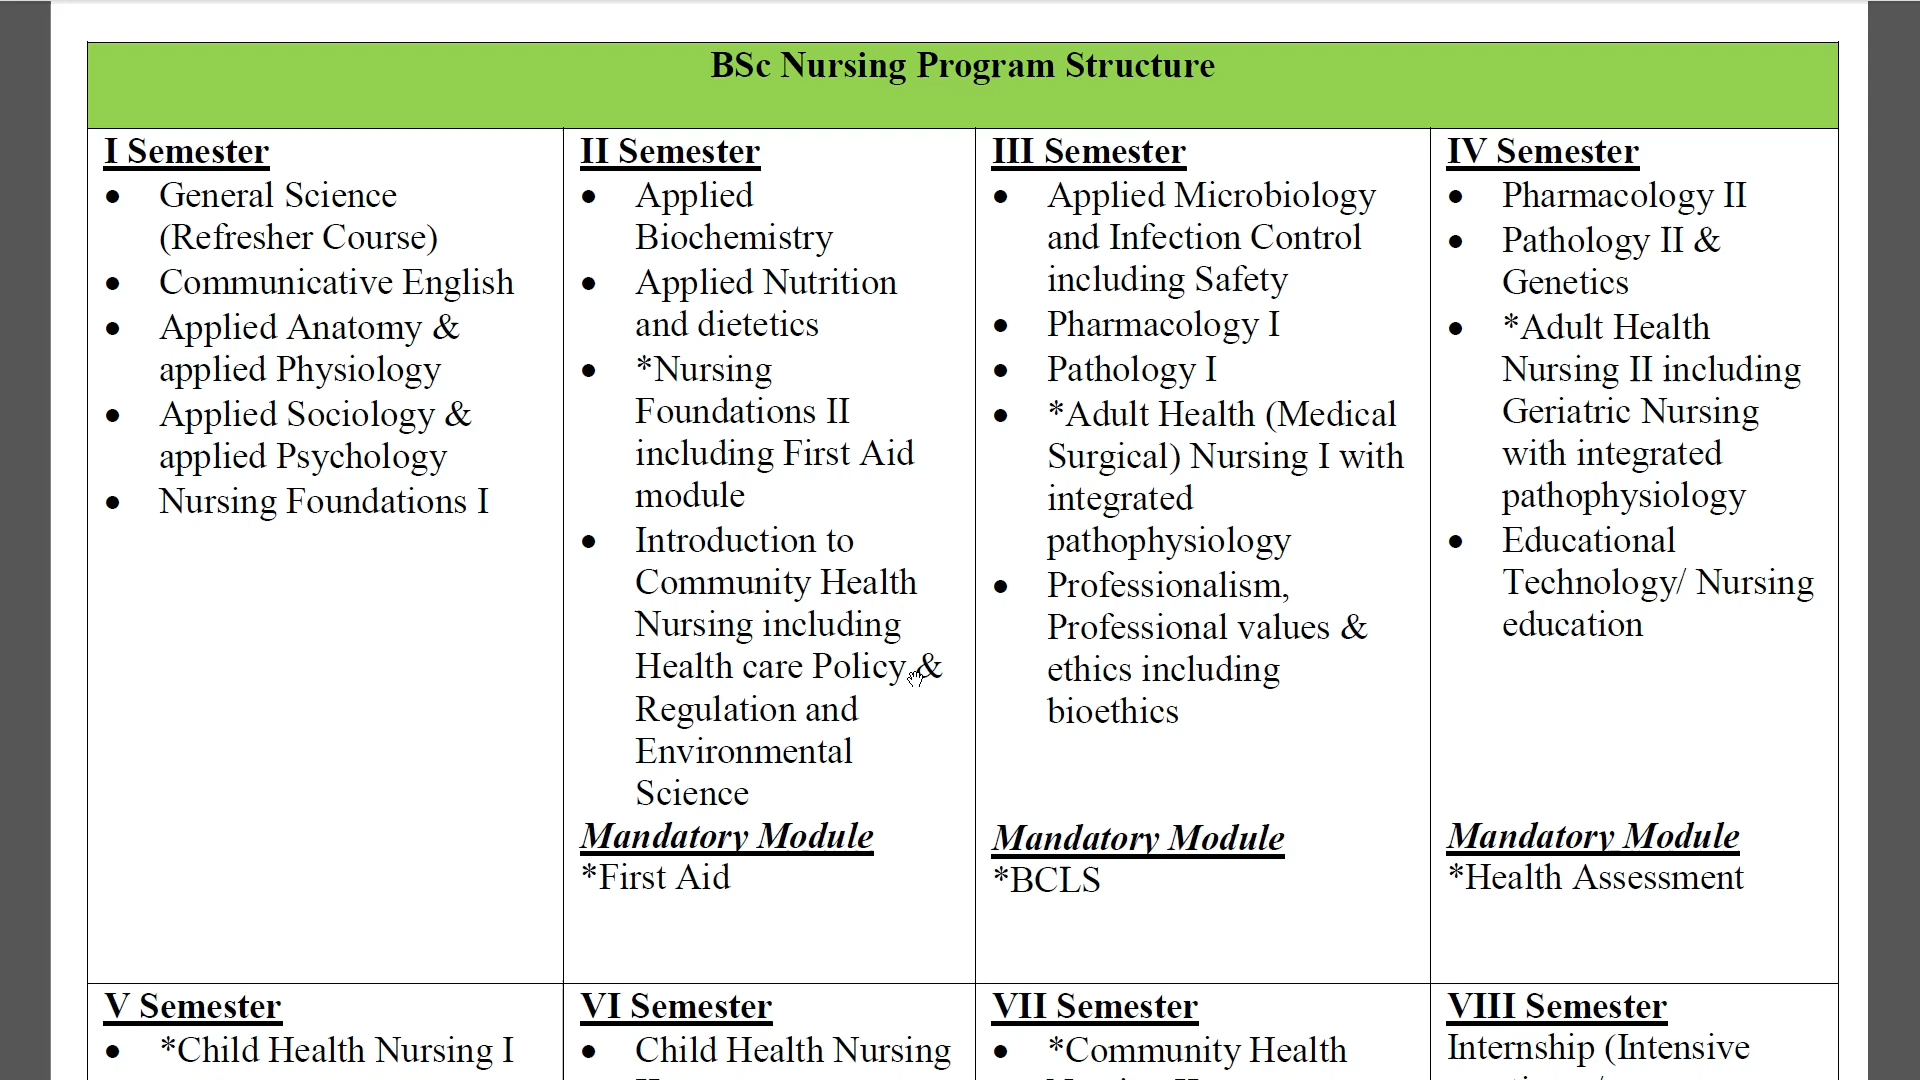 BSc Nursing Program Structure
I Semester
• General Science
(Refresher Course)
• Communicative English
• Applied Anatomy &
applied Physiology
• Applied Sociology &
applied Psychology
• Nursing Foundations I
II Semester
• Applied
Biochemistry
• Applied Nutrition
and dietetics
• *Nursing
Foundations II
including First Aid
module
• Introduction to
Community Health
Nursing including
Health care Policy &
Regulation and
Environmental
Science
Mandatory Module
*First Aid
III Semester
• Applied Microbiology
and Infection Control
including Safety
• Pharmacology I
• Pathology I
• *Adult Health (Medical
Surgical) Nursing I with
integrated
pathophysiology
• Professionalism,
Professional values &
ethics including
bioethics
Mandatory Module
*BCLS
IV Semester
• Pharmacology II
• Pathology II &
Genetics
• *Adult Health
Nursing II including
Geriatric Nursing
with integrated
pathophysiology
• Educational
Technology/ Nursing
education
Mandatory Module
*Health Assessment
V Semester
• *Child Health Nursing I
VI Semester
• Child Health Nursing
VII Semester
• *Community Health
VIII Semester
Internship (Intensive